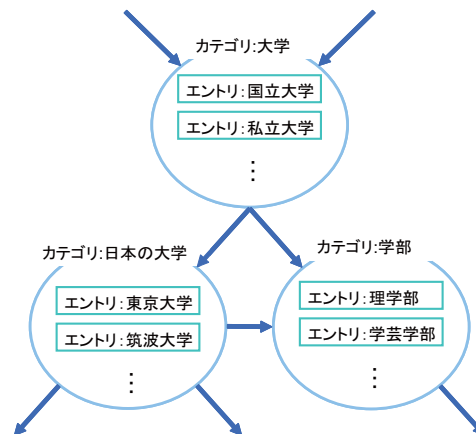 カテゴリ:大学
エントリ:国立大学
エントリ:私立大学
⋮
カテゴリ:日本の大学
エントリ:東京大学
エントリ:筑波大学
⋮
カテゴリ:学部
エントリ:理学部
エントリ:学芸学部
⋮